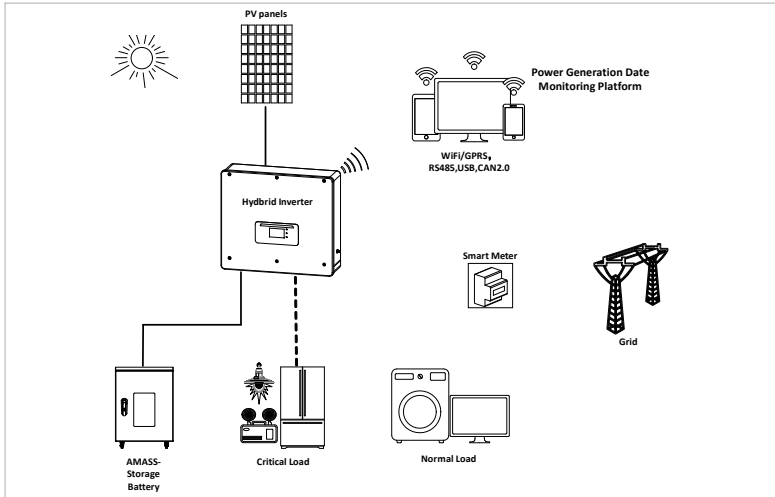 PV panels
Power Generation Date
Monitoring Platform
WiFi/GPRS,
RS485,USB,CAN2.0
Hydbrid Inverter
Smart Meter
Grid
AMASS-
Storage
Battery
Critical Load
Normal Load